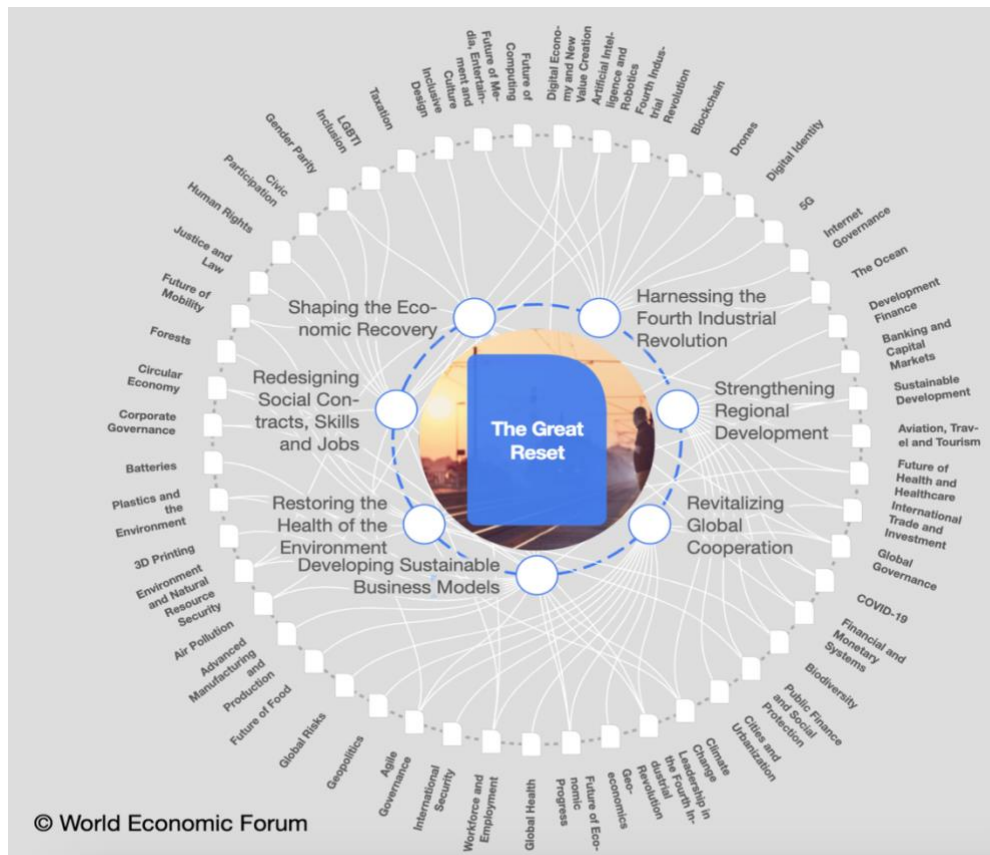 The Great
Reset
Shaping the Eco-
nomic Recovery
Harnessing the
Fourth Industrial
Revolution
Redesigning
Social Con-
tracts, Skills
and Jobs
Strengthening
Regional
Development
Restoring the
Health of the
Environment
Revitalizing
Global
Cooperation
Developing Sustainable
Business Models
Digital Econo-
my and New
Value Creation
Artificial Intel-
ligence and
Robotics
Fourth Indus-
trial
Revolution
Blockchain
Drones
Digital Identity
5G
Internet
Governance
The Ocean
Development
Finance
Banking and
Capital
Markets
Sustainable
Development
Aviation, Trav-
el and Tourism
Future of
Health and
Healthcare
International
Trade and
Investment
Global
Governance
COVID-19
Financial and
Monetary
Systems
Biodiversity
Public Finance
and Social
Protection
Cities and
Urbanization
Climate
Change
Leadership in
the Fourth In-
dustrial
Revolution
Geo-
economics
Future of Eco-
nomic
Progress
Global Health
Workforce and
Employment
International
Security
Agile
Governance
Geopolitics
Global Risks
Future of Food
Advanced
Manufacturing
and
Production
Air Pollution
Environment
and Natural
Resource
Security
3D Printing
Plastics and
the
Environment
Batteries
Corporate
Governance
Circular
Economy
Forests
Future of
Mobility
Justice and
Law
Human Rights
Civic
Participation
Gender Parity
LGBTI
Inclusion
Taxation
Inclusive
Design
Culture
Future of Me-
dia, Entertain-
ment and
Future of
Computing
© World Economic Forum